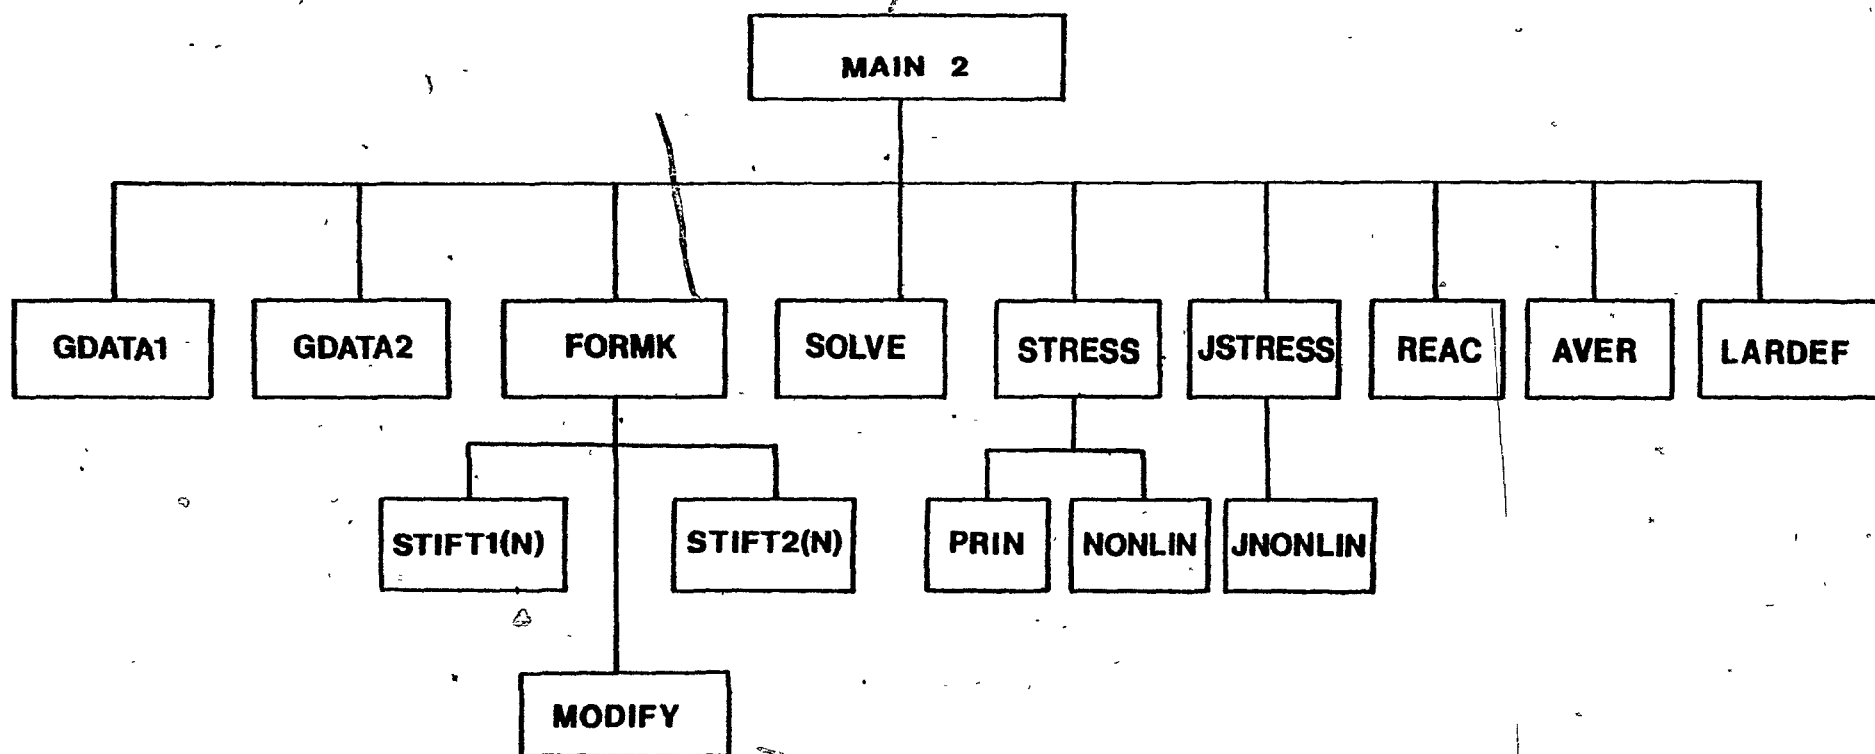 MAIN 2
GDATA1 GDATA2 FORMK SOLVE STRESS JSTRESS REAC AVER LARDEF
STIFT1(N) STIFT2(N) PRIN NONLIN JNONLIN
MODIFY